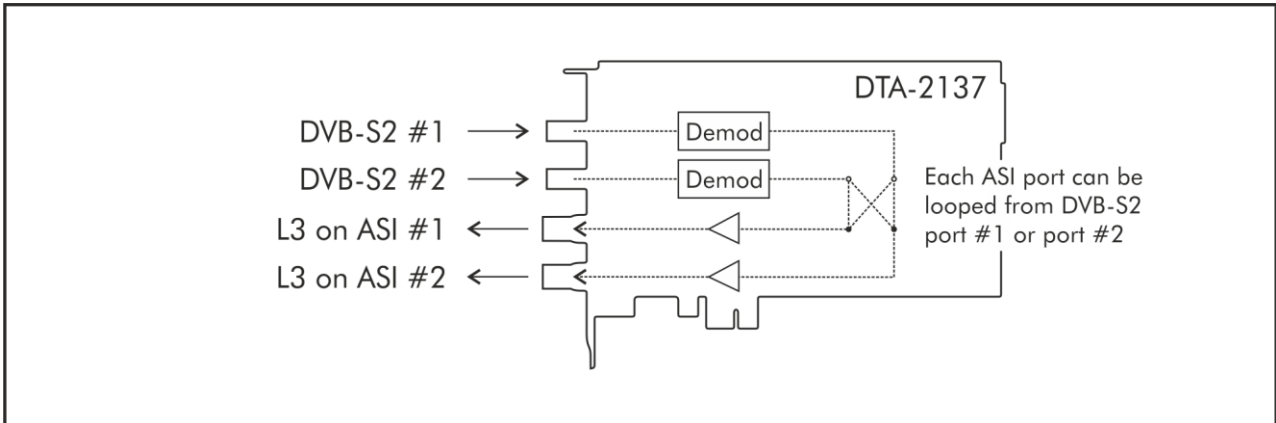 DTA-2137
DVB-S2 #1
Demod
DVB-S2 #2
Demod
Each ASI port can be
looped from DVB-S2
port #1 or port #2
L3 on ASI #1
L3 on ASI #2